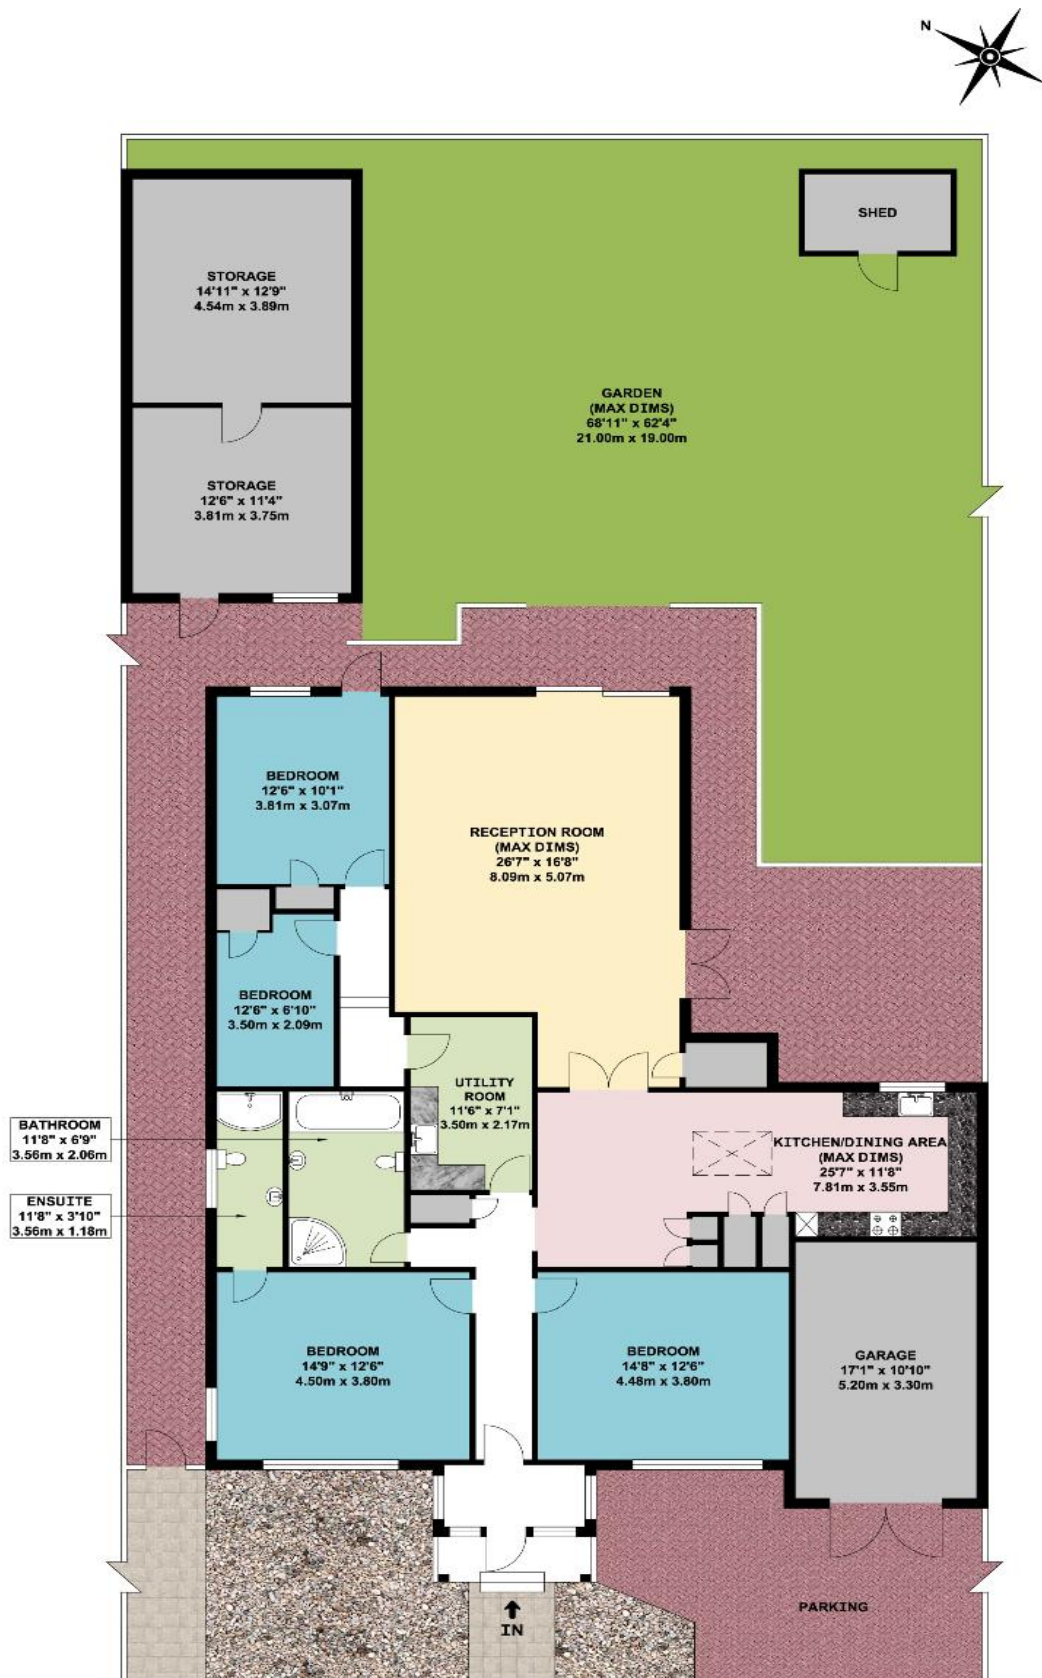 N
SHED
STORAGE
14'11" x 12'9"
4.54m x 3.89m
GARDEN
(MAX DIMS)
68'11" x 62'4"
21.00m x 19.00m
STORAGE
12'6" x 11'4"
3.81m x 3.75m
BEDROOM
12'6" x 10'1"
3.81m x 3.07m
RECEPTION ROOM
(MAX DIMS)
26'7" x 16'8"
8.09m x 5.07m
BEDROOM
12'6" x 6'10"
3.50m x 2.09m
UTILITY
ROOM
11'6" x 7'1"
3.50m x 2.17m
BATHROOM
11'8" x 6'9"
3.56m x 2.06m
KITCHEN/DINING AREA
(MAX DIMS)
25'7" x 11'8"
7.81m x 3.55m
ENSUITE
11'8" x 3'10"
3.56m x 1.18m
BEDROOM
14'9" x 12'6"
4.50m x 3.80m
BEDROOM
14'8" x 12'6"
4.48m x 3.80m
GARAGE
17'1" x 10'10"
5.20m x 3.30m
PARKING
IN